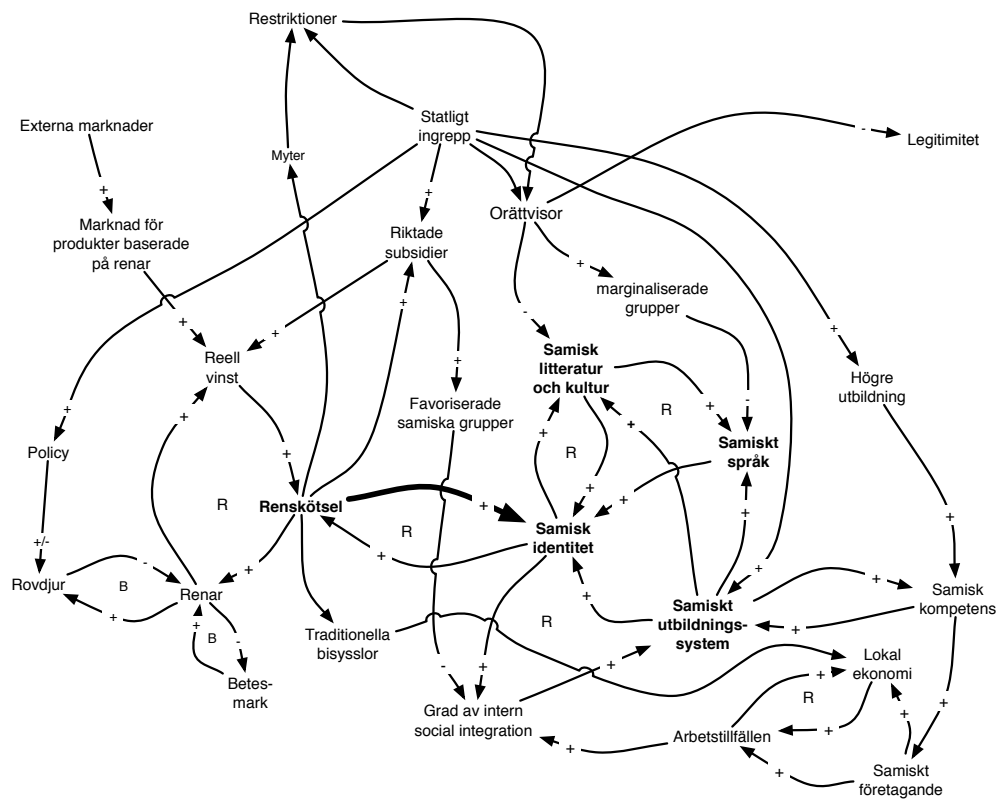 Restriktioner
Statligt
ingrepp
Externa marknader
-
Legitimitet
Myter
+
+
Orättvisor
Marknad för
produkter baserade
på renar
Riktade
subsidier
+
marginaliserade
grupper
+
-
+
+
+
Samisk
litteratur
och kultur
Reell
vinst
+
Högre
utbildning
-
+
Favoriserade
samiska grupper
R
+
+
+
+
+
Policy
R
Samiskt
språk
+
+
+
R
Renskötsel
+
+
+
R
Samisk
identitet
+
+/-
Rovdjur
-
B
Renar
+
+
+
+
Samisk
kompetens
+
+
B
-
Traditionella
bisysslor
R
Samiskt
utbildnings-
system
+
Betes-
mark
-
+
+
Lokal
ekonomi
+
R
+
+
Grad av intern
social integration
Arbetstillfällen
+
+
+
Samiskt
företagande